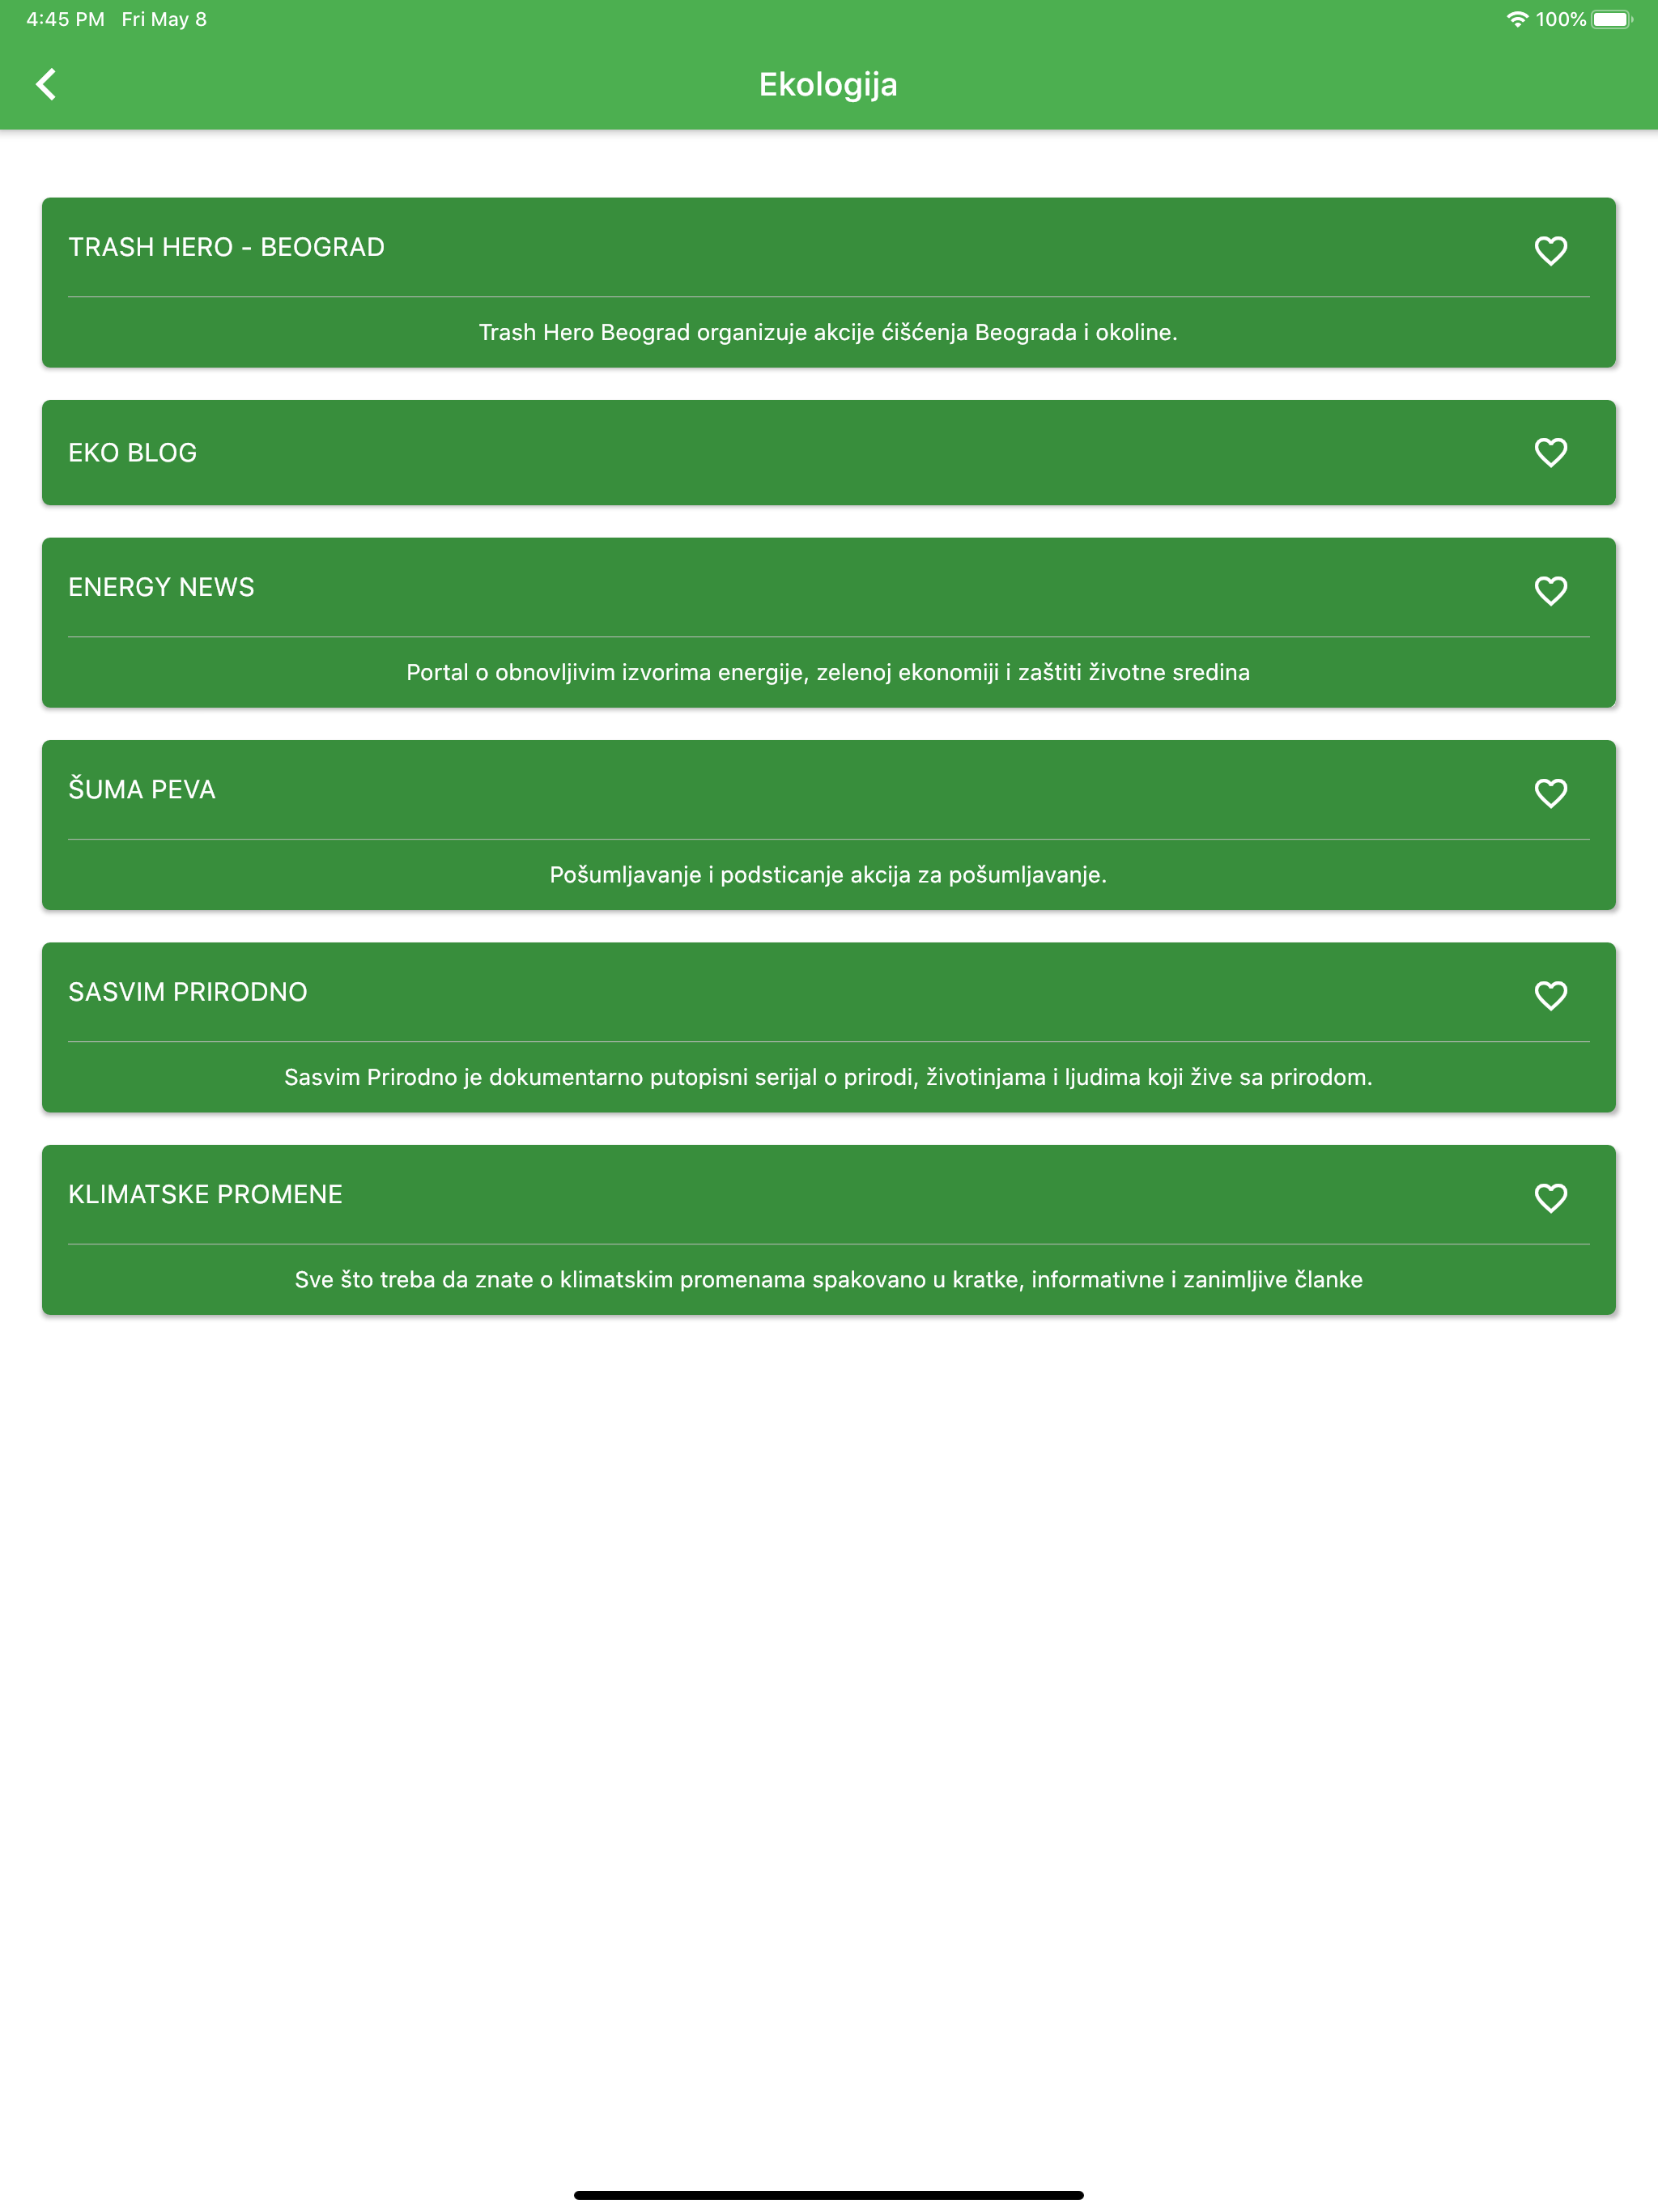 4:45 PM Fri May 8 100%
Ekologija
TRASH HERO - BEOGRAD
Trash Hero Beograd organizuje akcije ćišćenja Beograda i okoline.
EKO BLOG
ENERGY NEWS
Portal o obnovljivim izvorima energije, zelenoj ekonomiji i zaštiti životne sredina
ŠUMA PEVA
Pošumljavanje i podsticanje akcija za pošumljavanje.
SASVIM PRIRODNO
Sasvim Prirodno je dokumentarno putopisni serijal o prirodi, životinjama i ljudima koji žive sa prirodom.
KLIMATSKE PROMENE
Sve što treba da znate o klimatskim promenama spakovano u kratke, informativne i zanimljive članke